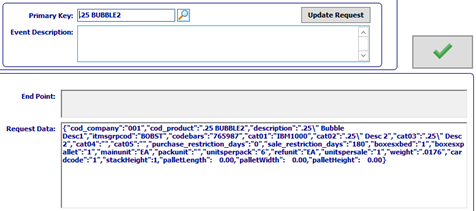 Primary Key: .25 BUBBLE2 Update Request
Event Description:
End Point:
Request Data: {"cod_company":"001","cod_product":".25 BUBBLE2","description":".25\" Bubble
Desc1","itmsgrpcod":"BOBST","codebars":"765987","cat01":"IBM1000","cat02":".25\" Desc 2","cat03":".25\" Desc
2","cat04":"","cat05":"","purchase_restriction_days":"0","sale_restriction_days":"180","boxesxbed":"1","boxesxp
allet":"1","mainunit":"EA","packunit":"","unitsperpack":"6","refunit":"EA","unitspersale":"1","weight":".0176","car
dcode":"1","stackHeight":1,"palletLength": 0.00,"palletWidth": 0.00,"palletHeight": 0.00}